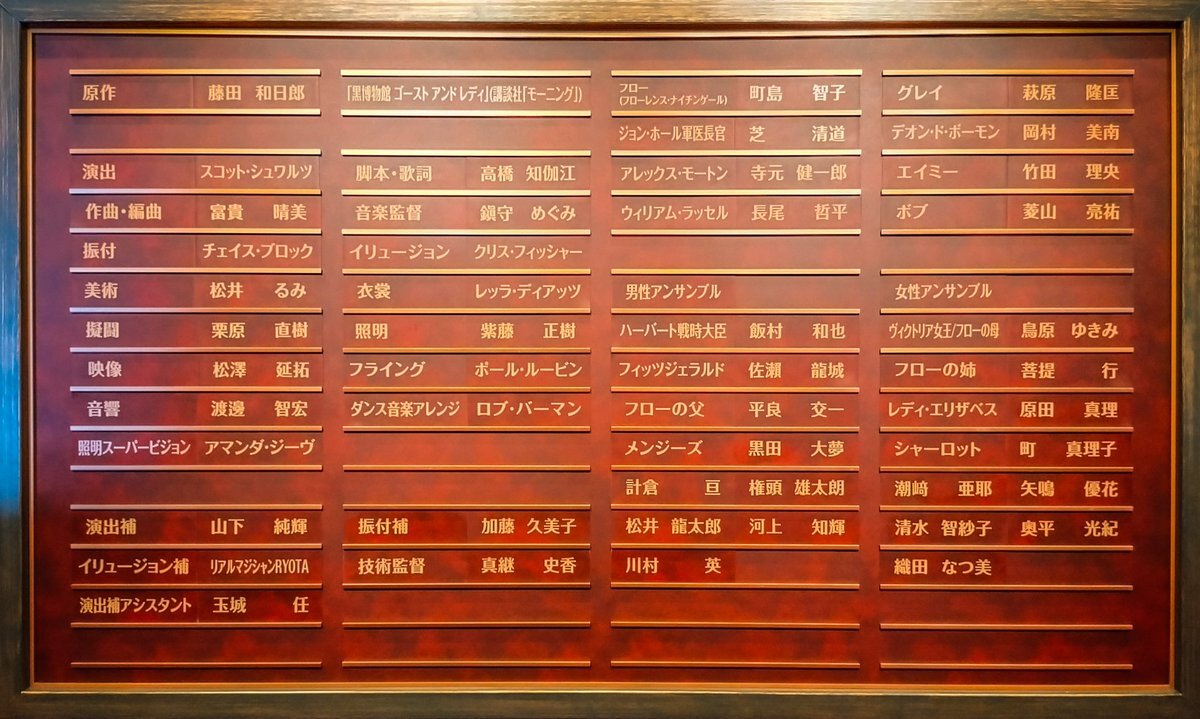 原作 藤田 和日郎
「黒博物館 ゴースト アンド レディ」(講談社「モーニング」)
演出 スコット・シュワルツ
脚本・歌詞 高橋 知伽江
作曲・編曲 富貴 晴美
音楽監督 鎭守 めぐみ
振付 チェイス・ブロック
イリュージョン クリス・フィッシャー
美術 松井 るみ
衣裳 レッラ・ディアッツ
擬闘 栗原 直樹
照明 紫藤 正樹
映像 松澤 延拓
フライング ポール・ルービン
音響 渡邉 智宏
ダンス音楽アレンジ ロブ・バーマン
照明スーパービジョン アマンダ・ジーヴ
演出補 山下 純輝
振付補 加藤 久美子
イリュージョン補 リアルマジシャンRYOTA
技術監督 真継 史香
演出補アシスタント 玉城 任
フロー
(フローレンス・ナイチンゲール) 町島 智子
グレイ 萩原 隆匡
ジョン・ホール軍医長官 芝 清道
デオン・ド・ボーモン 岡村 美南
アレックス・モートン 寺元 健一郎
エイミー 竹田 理央
ウィリアム・ラッセル 長尾 哲平
ボブ 菱山 亮祐
男性アンサンブル
女性アンサンブル
ハーバート戦時大臣 飯村 和也
ヴィクトリア女王/フローの母 鳥原 ゆきみ
フィッツジェラルド 佐瀬 龍城
フローの姉 菩提 行
フローの父 平良 交一
レディ・エリザベス 原田 真理
メンジーズ 黒田 大夢
シャーロット 町 真理子
計倉 亘 権頭 雄太朗
潮﨑 亜耶 矢鳴 優花
松井 龍太郎 河上 知輝
清水 智紗子 奥平 光紀
川村 英
織田 なつ美